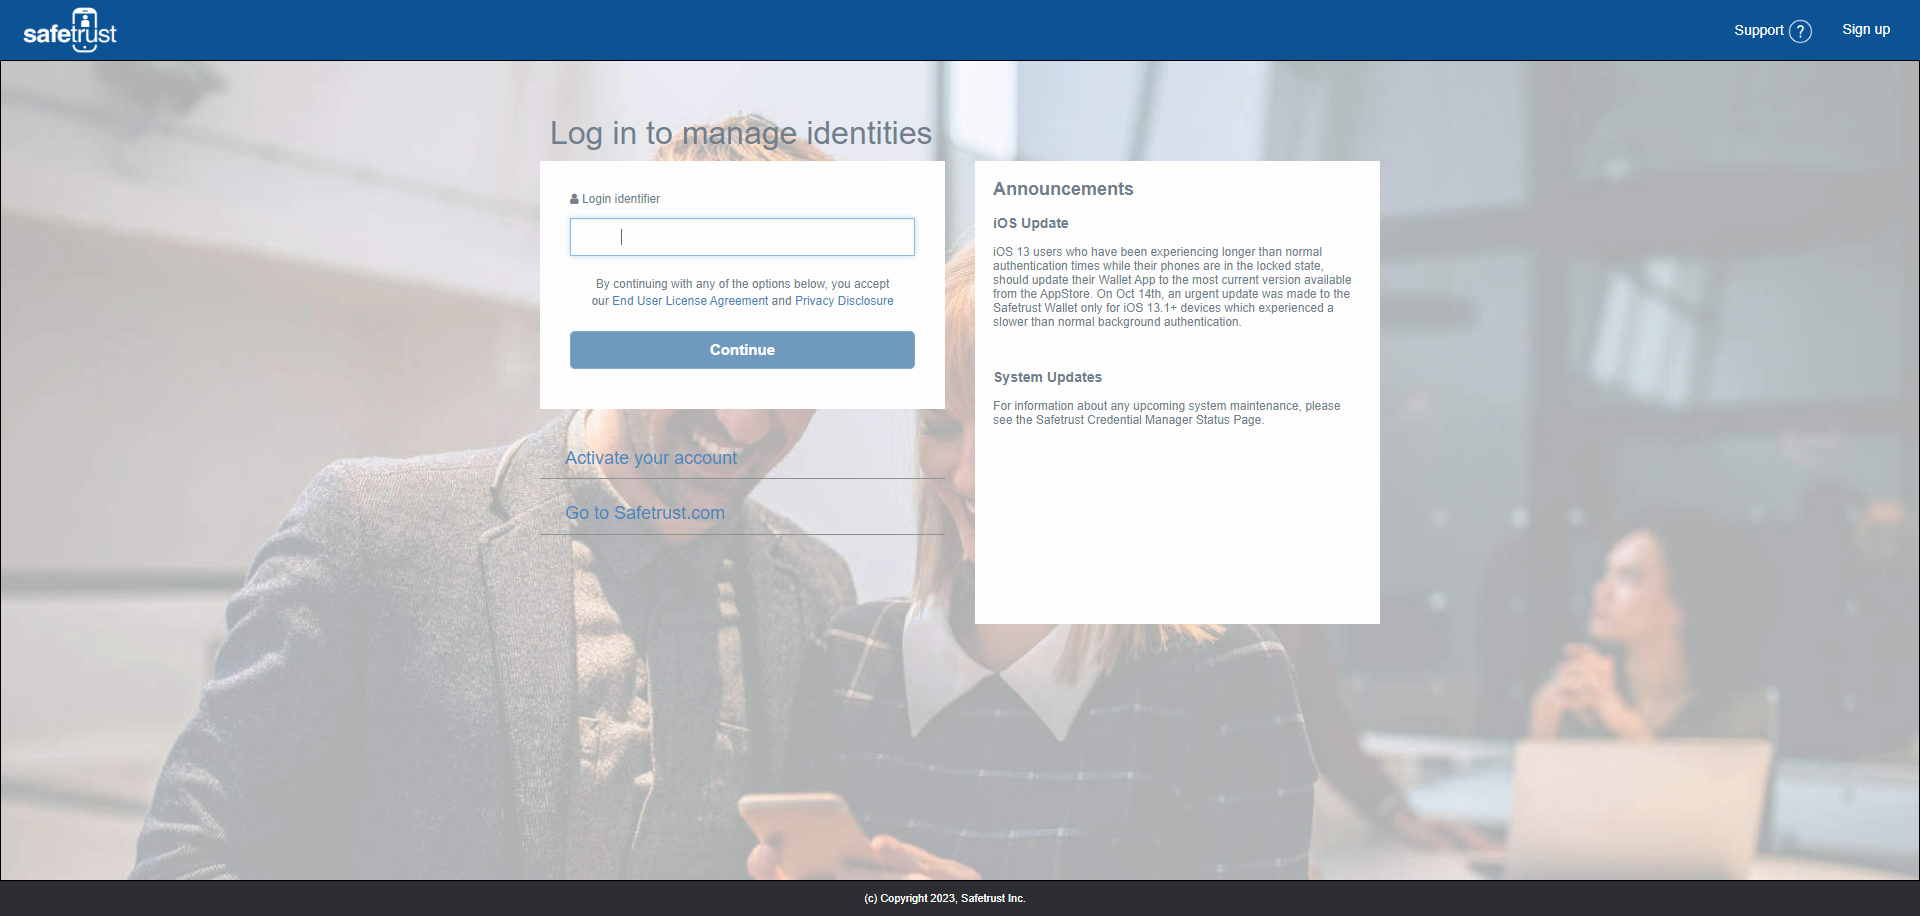 safetrust
Support ?
Sign up
Log in to manage identities
Login identifier
By continuing with any of the options below, you accept
our End User License Agreement and Privacy Disclosure
Continue
Activate your account
Go to Safetrust.com
Announcements
iOS Update
iOS 13 users who have been experiencing longer than normal
authentication times while their phones are in the locked state,
should update their Wallet App to the most current version available
from the AppStore. On Oct 14th, an urgent update was made to the
Safetrust Wallet only for iOS 13.1+ devices which experienced a
slower than normal background authentication.
System Updates
For information about any upcoming system maintenance, please
see the Safetrust Credential Manager Status Page.
(c) Copyright 2023, Safetrust Inc.